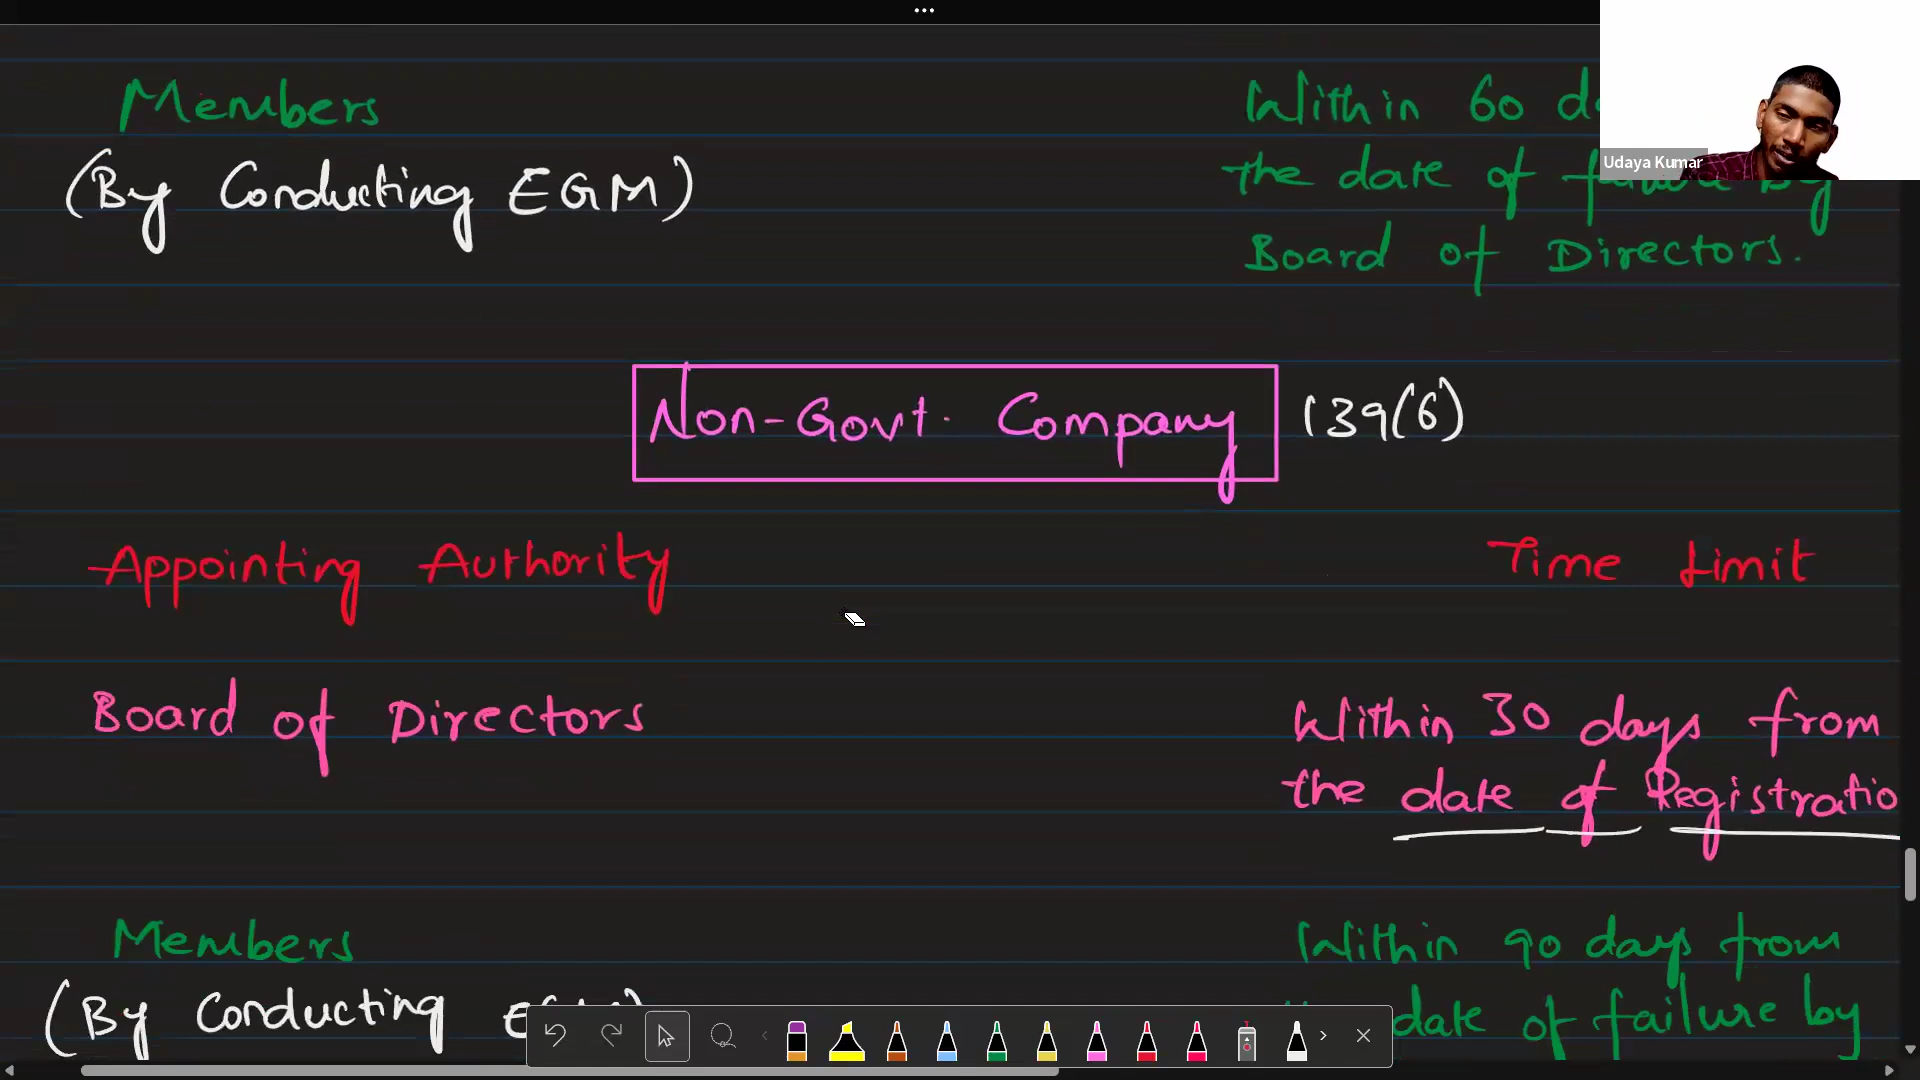 Members
(By Conducting EGM)
Within 60
the date of failure by
Board of Directors.
Udaya Kumar
Non-Govt. Company 139(6)
Appointing Authority Time Limit
Board of Directors Within 30 days from
the date of Registratio
Members Within 90 days from
(By Conducting date of failure by